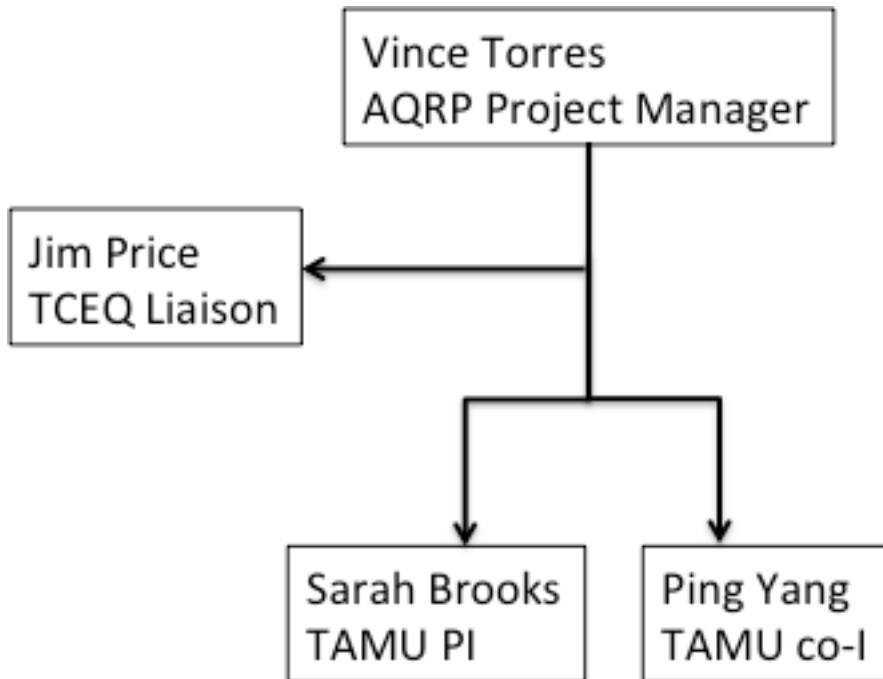 Vince Torres
AQRP Project Manager
Jim Price
TCEQ Liaison
Sarah Brooks
TAMU PI
Ping Yang
TAMU co-I